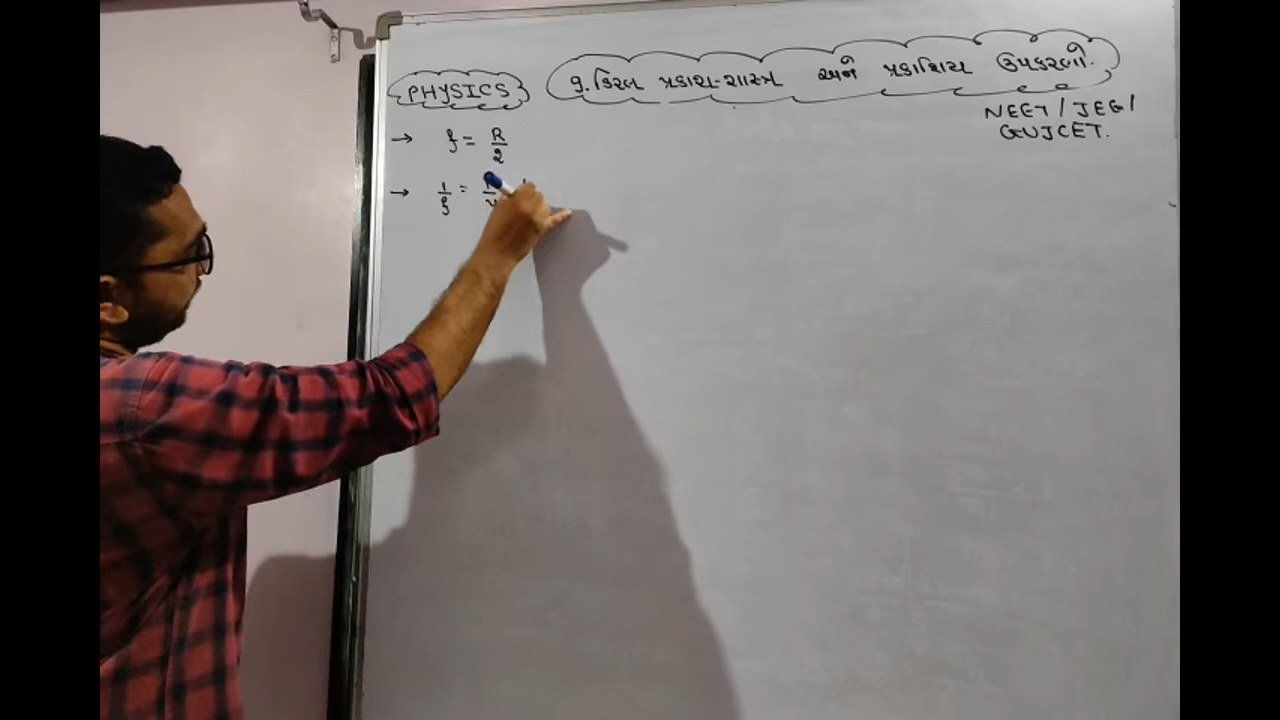 PHYSICS
9. કિરણ પ્રકાશ-શાસ્ત્ર અને પ્રકાશિય ઉપકરણો.
NEET / JEE /
GUJCET.
→ f = R/2
→ 1/f =